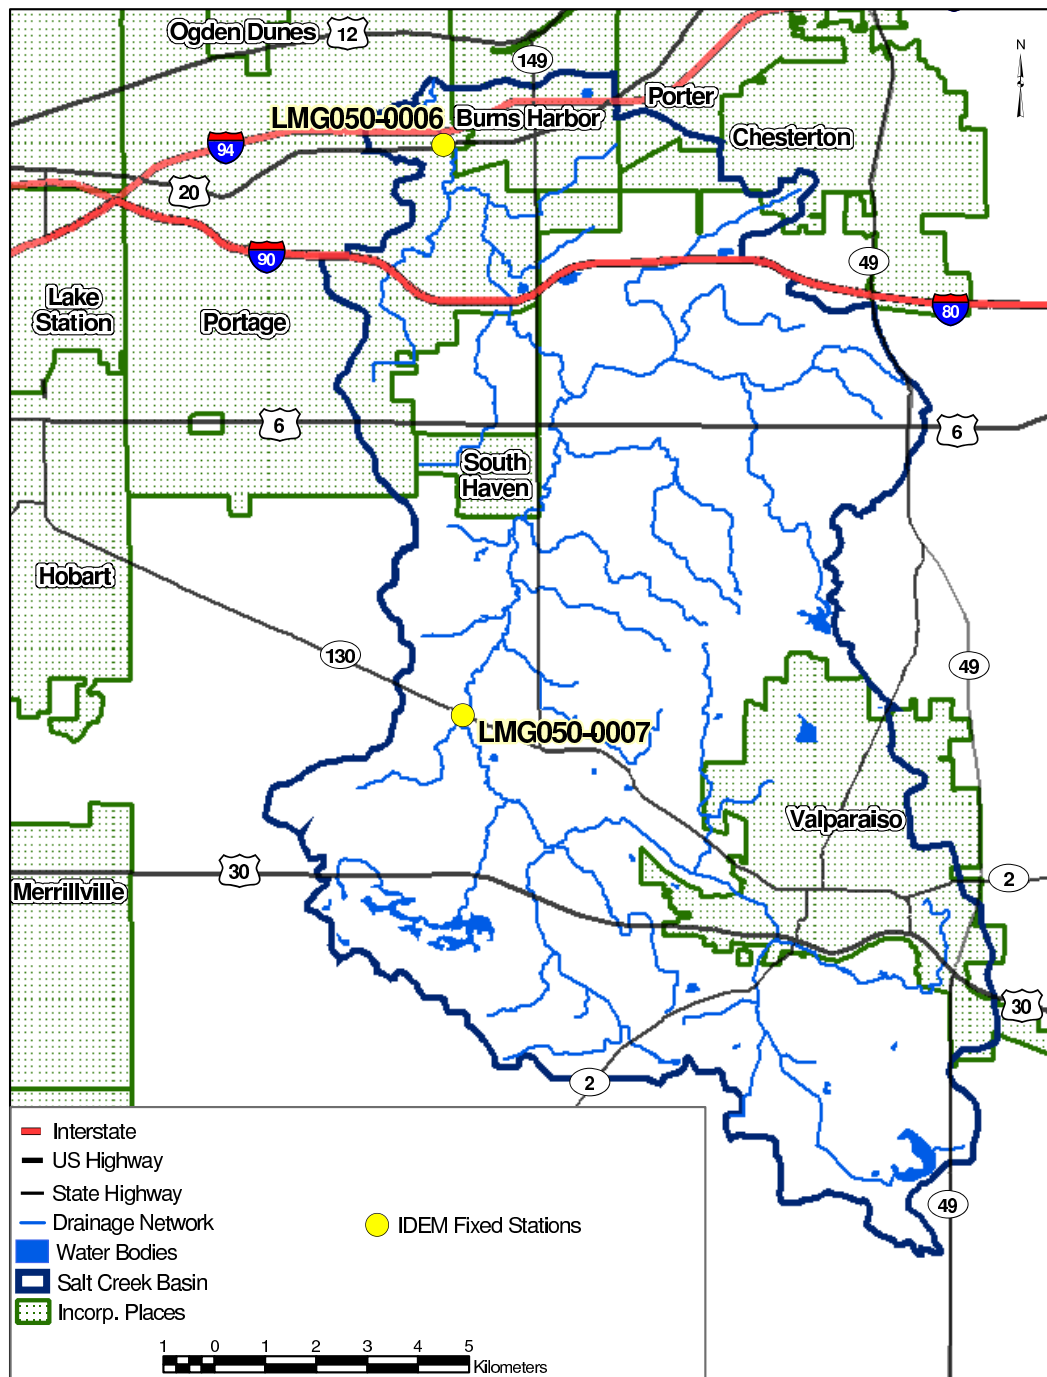 Ogden Dunes
12
149
N
LMG050-0006
Burns Harbor
Porter
Chesterton
94
20
90
49
Lake
Station
Portage
80
6
6
South
Haven
Hobart
130
49
LMG050-0007
Valparaiso
30
2
Merrillville
30
2
49
Interstate
US Highway
State Highway
Drainage Network
IDEM Fixed Stations
Water Bodies
Salt Creek Basin
Incorp. Places
1 0 1 2 3 4 5
Kilometers